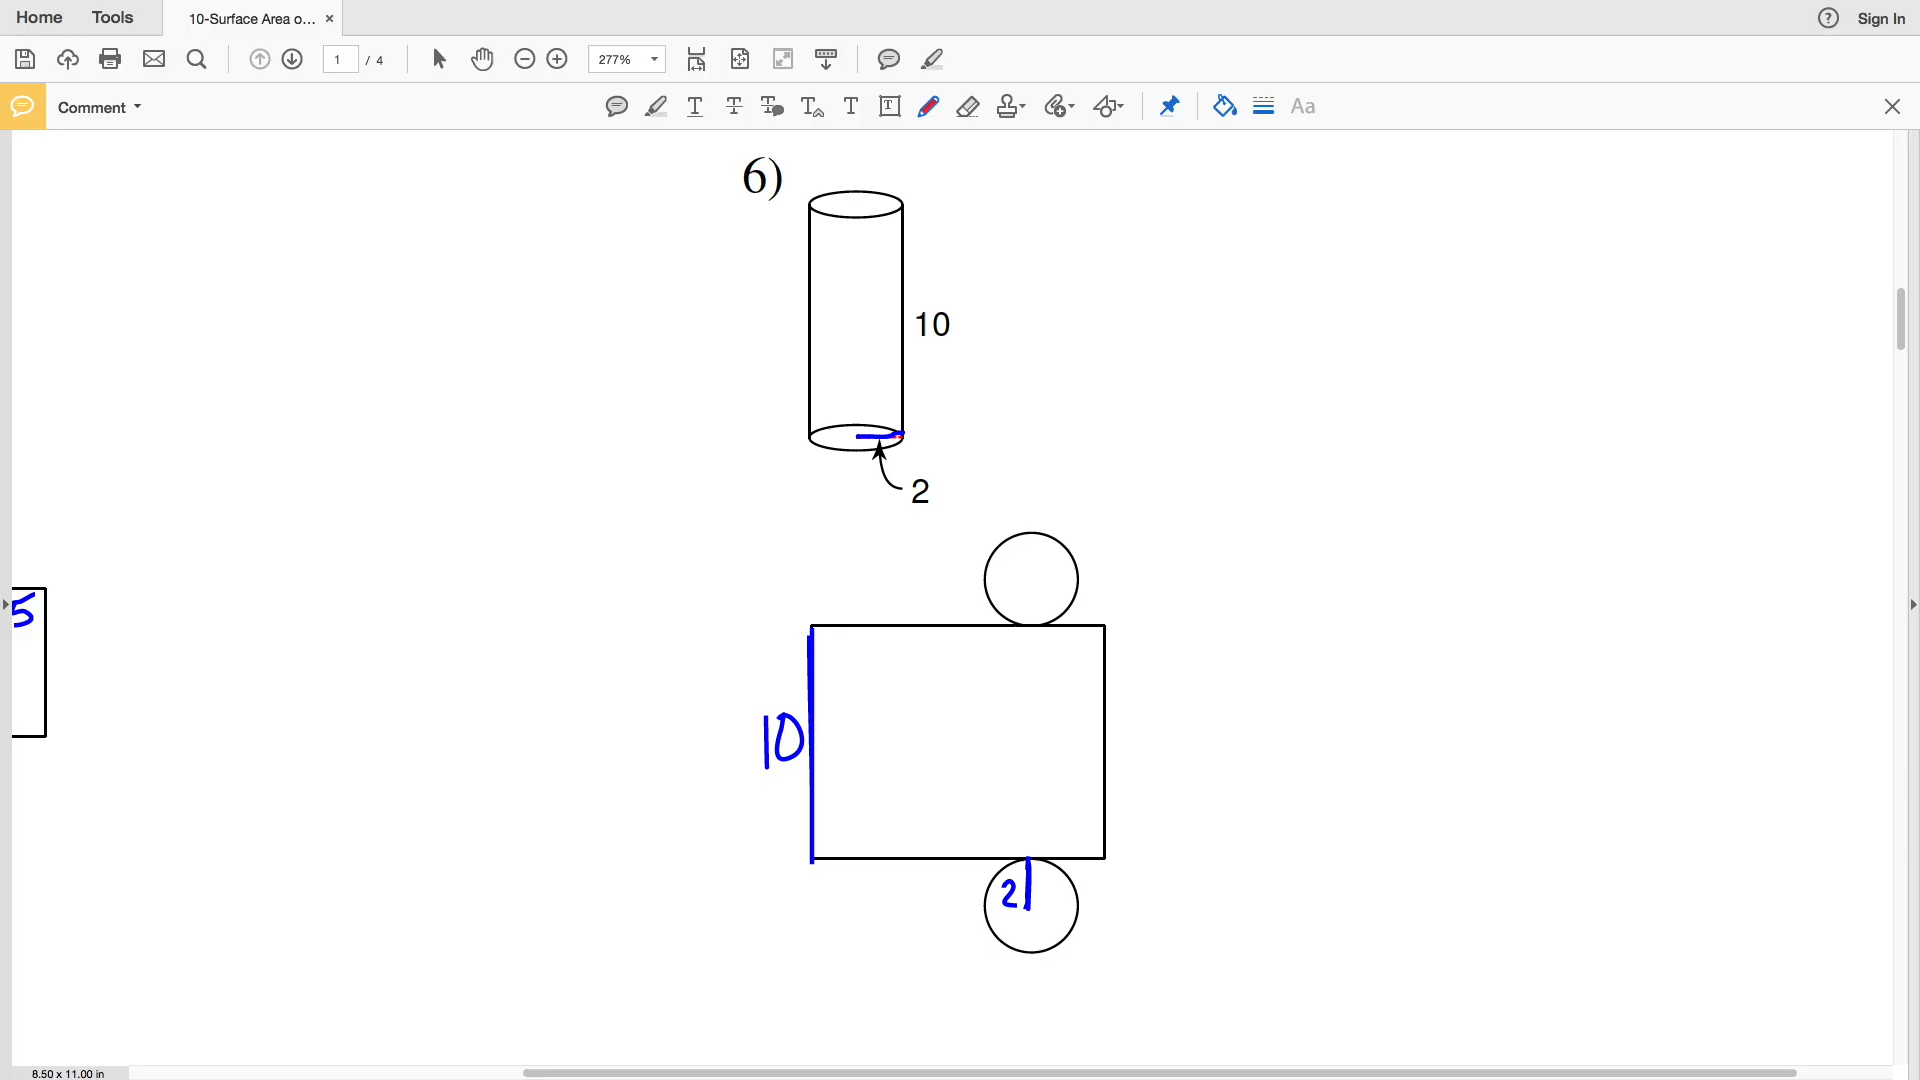 Home Tools 10-Surface Area o... × ? Sign In
1 / 4 277%
Comment T T T T T T Aa
6)
10
2
5
10
2
8.50 x 11.00 in